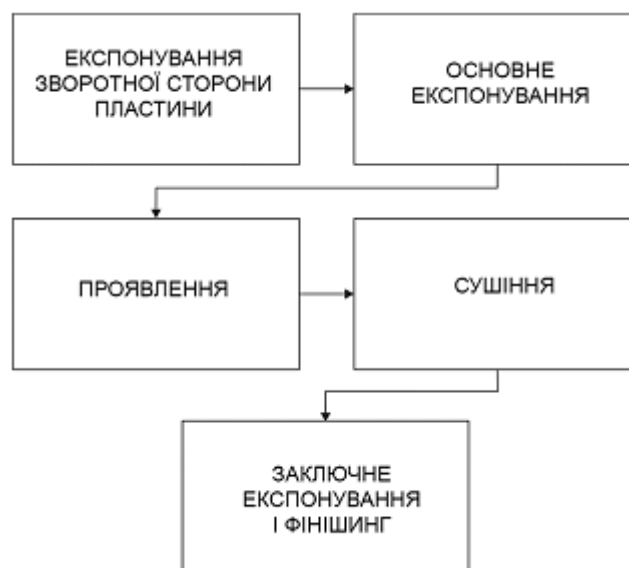 ЕКСПОНУВАННЯ
ЗВОРОТНОЇ СТОРОНИ
ПЛАСТИНИ
ОСНОВНЕ
ЕКСПОНУВАННЯ
ПРОЯВЛЕННЯ
СУШІННЯ
ЗАКЛЮЧНЕ
ЕКСПОНУВАННЯ
І ФІНІШИНГ